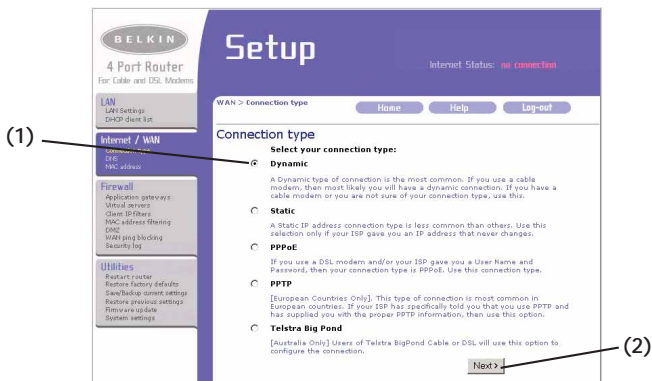 BELKIN
4 Port Router
For Cable and DSL Modems
Setup
Internet Status: no connection
LAN
LAN Settings
DHCP client list
Internet / WAN
Connection type
DNS
MAC address
Firewall
Application gateways
Virtual servers
Client IP filters
MAC address filtering
DMZ
WAN ping blocking
Security log
Utilities
Restart router
Restore factory defaults
Save/Backup current settings
Restore previous settings
Firmware update
System settings
WAN > Connection type
Home
Help
Log-out
Connection type
Select your connection type:
(1)
Dynamic
A Dynamic type of connection is the most common. If you use a cable
modem, then most likely you will have a dynamic connection. If you have a
cable modem or you are not sure of your connection type, use this.
Static
A Static IP address connection type is less common than others. Use this
selection only if your ISP gave you an IP address that never changes.
PPPoE
If you use a DSL modem and/or your ISP gave you a User Name and
Password, then your connection type is PPPoE. Use this connection type.
PPTP
[European Countries Only]. This type of connection is most common in
European countries. If your ISP has specifically told you that you use PPTP and
has supplied you with the proper PPTP information, then use this option.
Telstra Big Pond
[Australia Only] Users of Telstra BigPond Cable or DSL will use this option to
configure the connection.
Next>
(2)